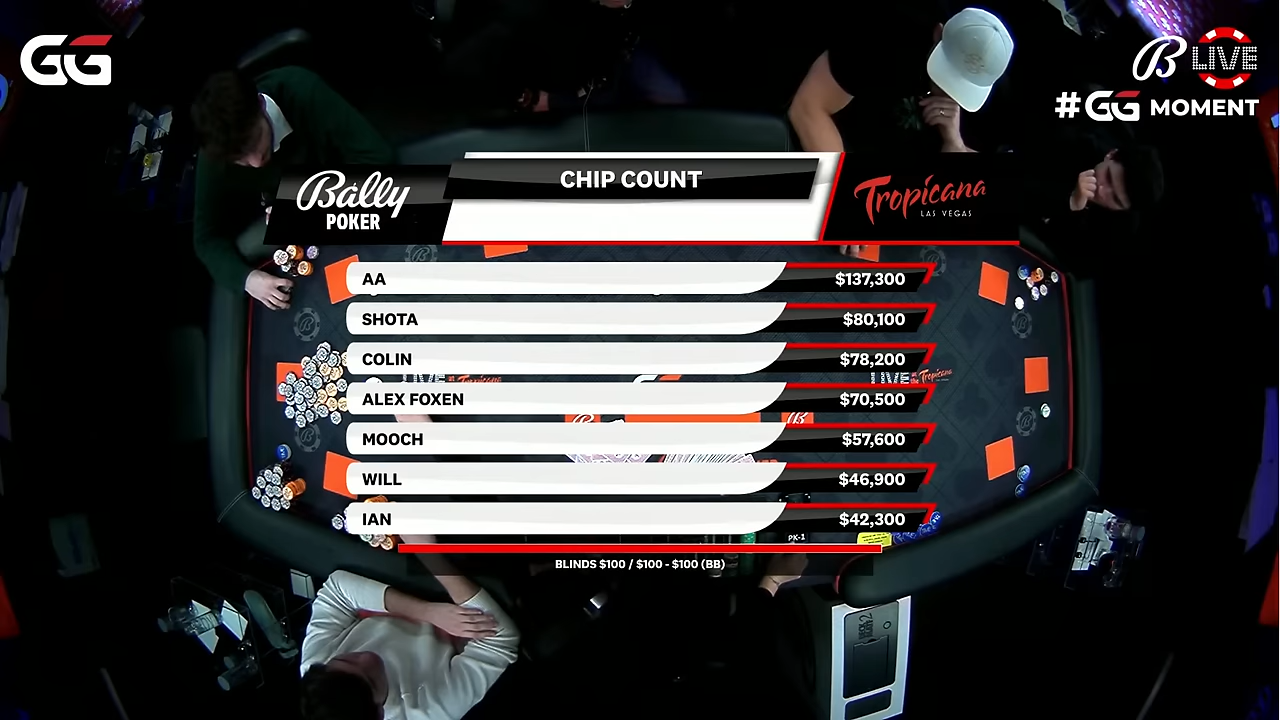 GG
B LIVE
#GG MOMENT
Bally
POKER
CHIP COUNT
Tropicana
LAS VEGAS
AA $137,300
SHOTA $80,100
COLIN $78,200
ALEX FOXEN $70,500
MOOCH $57,600
WILL $46,900
IAN $42,300
PK-1
BLINDS $100 / $100 - $100 (BB)